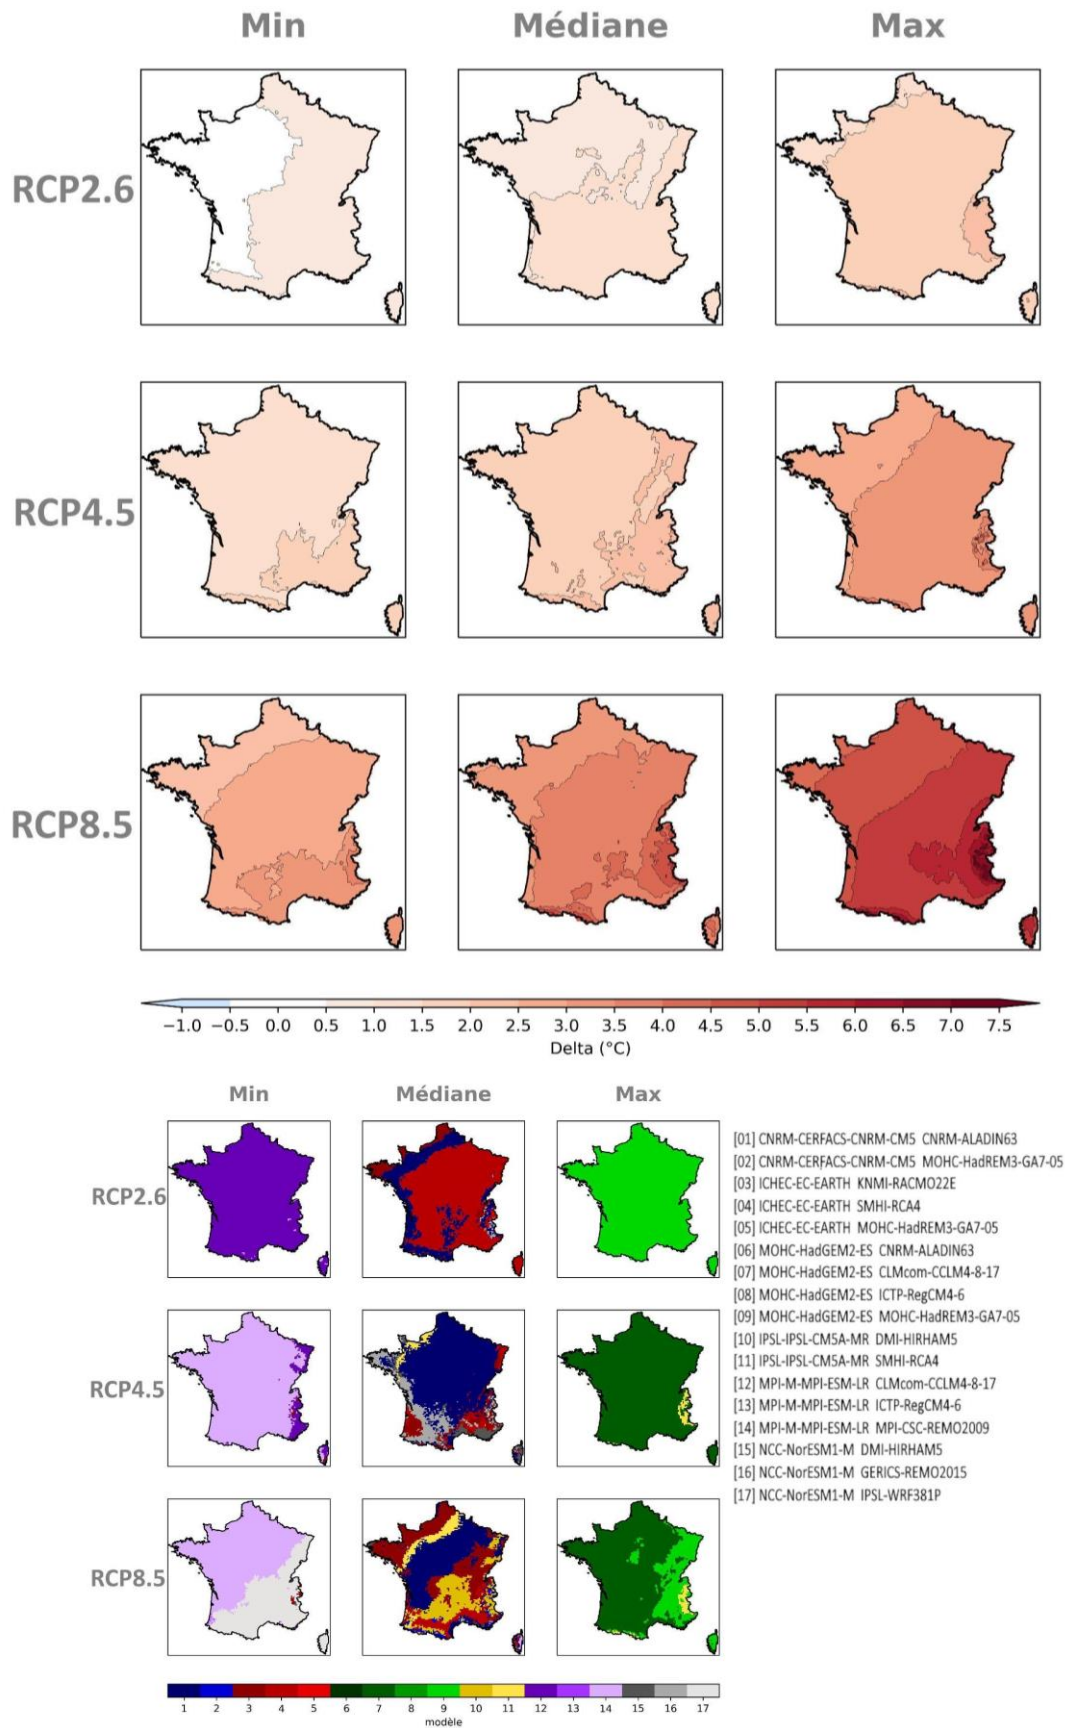 Min Médiane Max
RCP2.6
RCP4.5
RCP8.5
−1.0 −0.5 0.0 0.5 1.0 1.5 2.0 2.5 3.0 3.5 4.0 4.5 5.0 5.5 6.0 6.5 7.0 7.5
Delta (°C)
Min Médiane Max
RCP2.6
RCP4.5
RCP8.5
[01] CNRM-CERFACS-CNRM-CM5 CNRM-ALADIN63
[02] CNRM-CERFACS-CNRM-CM5 MOHC-HadREM3-GA7-05
[03] ICHEC-EC-EARTH KNMI-RACMO22E
[04] ICHEC-EC-EARTH SMHI-RCA4
[05] ICHEC-EC-EARTH MOHC-HadREM3-GA7-05
[06] MOHC-HadGEM2-ES CNRM-ALADIN63
[07] MOHC-HadGEM2-ES CLMcom-CCLM4-8-17
[08] MOHC-HadGEM2-ES ICTP-RegCM4-6
[09] MOHC-HadGEM2-ES MOHC-HadREM3-GA7-05
[10] IPSL-IPSL-CM5A-MR DMI-HIRHAM5
[11] IPSL-IPSL-CM5A-MR SMHI-RCA4
[12] MPI-M-MPI-ESM-LR CLMcom-CCLM4-8-17
[13] MPI-M-MPI-ESM-LR ICTP-RegCM4-6
[14] MPI-M-MPI-ESM-LR MPI-CSC-REMO2009
[15] NCC-NorESM1-M DMI-HIRHAM5
[16] NCC-NorESM1-M GERICS-REMO2015
[17] NCC-NorESM1-M IPSL-WRF381P
1 2 3 4 5 6 7 8 9 10 11 12 13 14 15 16 17
modèle